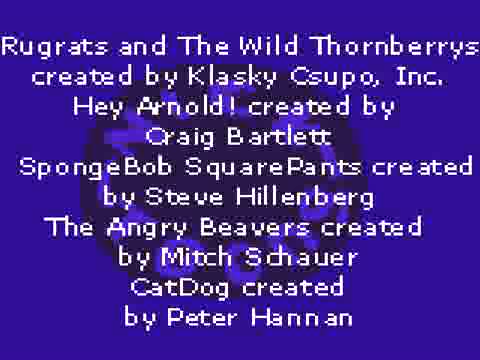 Rugrats and The Wild Thornberrys
created by Klasky Csupo, Inc.
Hey Arnold! created by
Craig Bartlett
SpongeBob SquarePants created
by Steve Hillenberg
The Angry Beavers created
by Mitch Schauer
CatDog created
by Peter Hannan